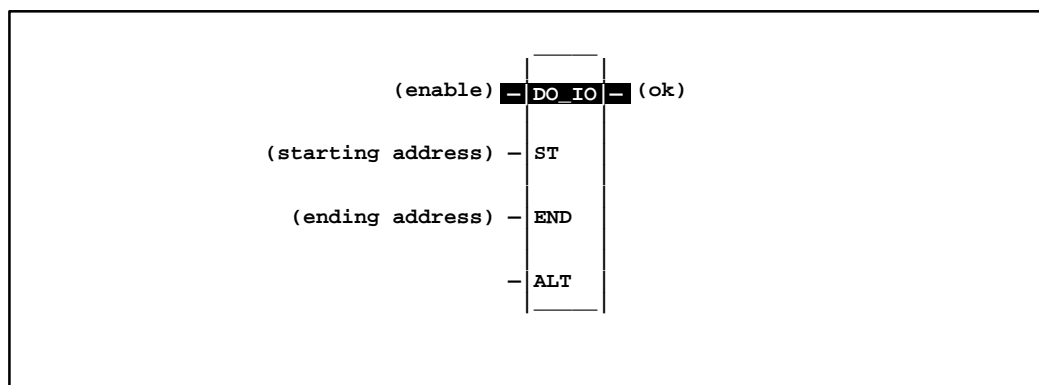 (enable) DO_IO (ok)
(starting address) ST
(ending address) END
ALT